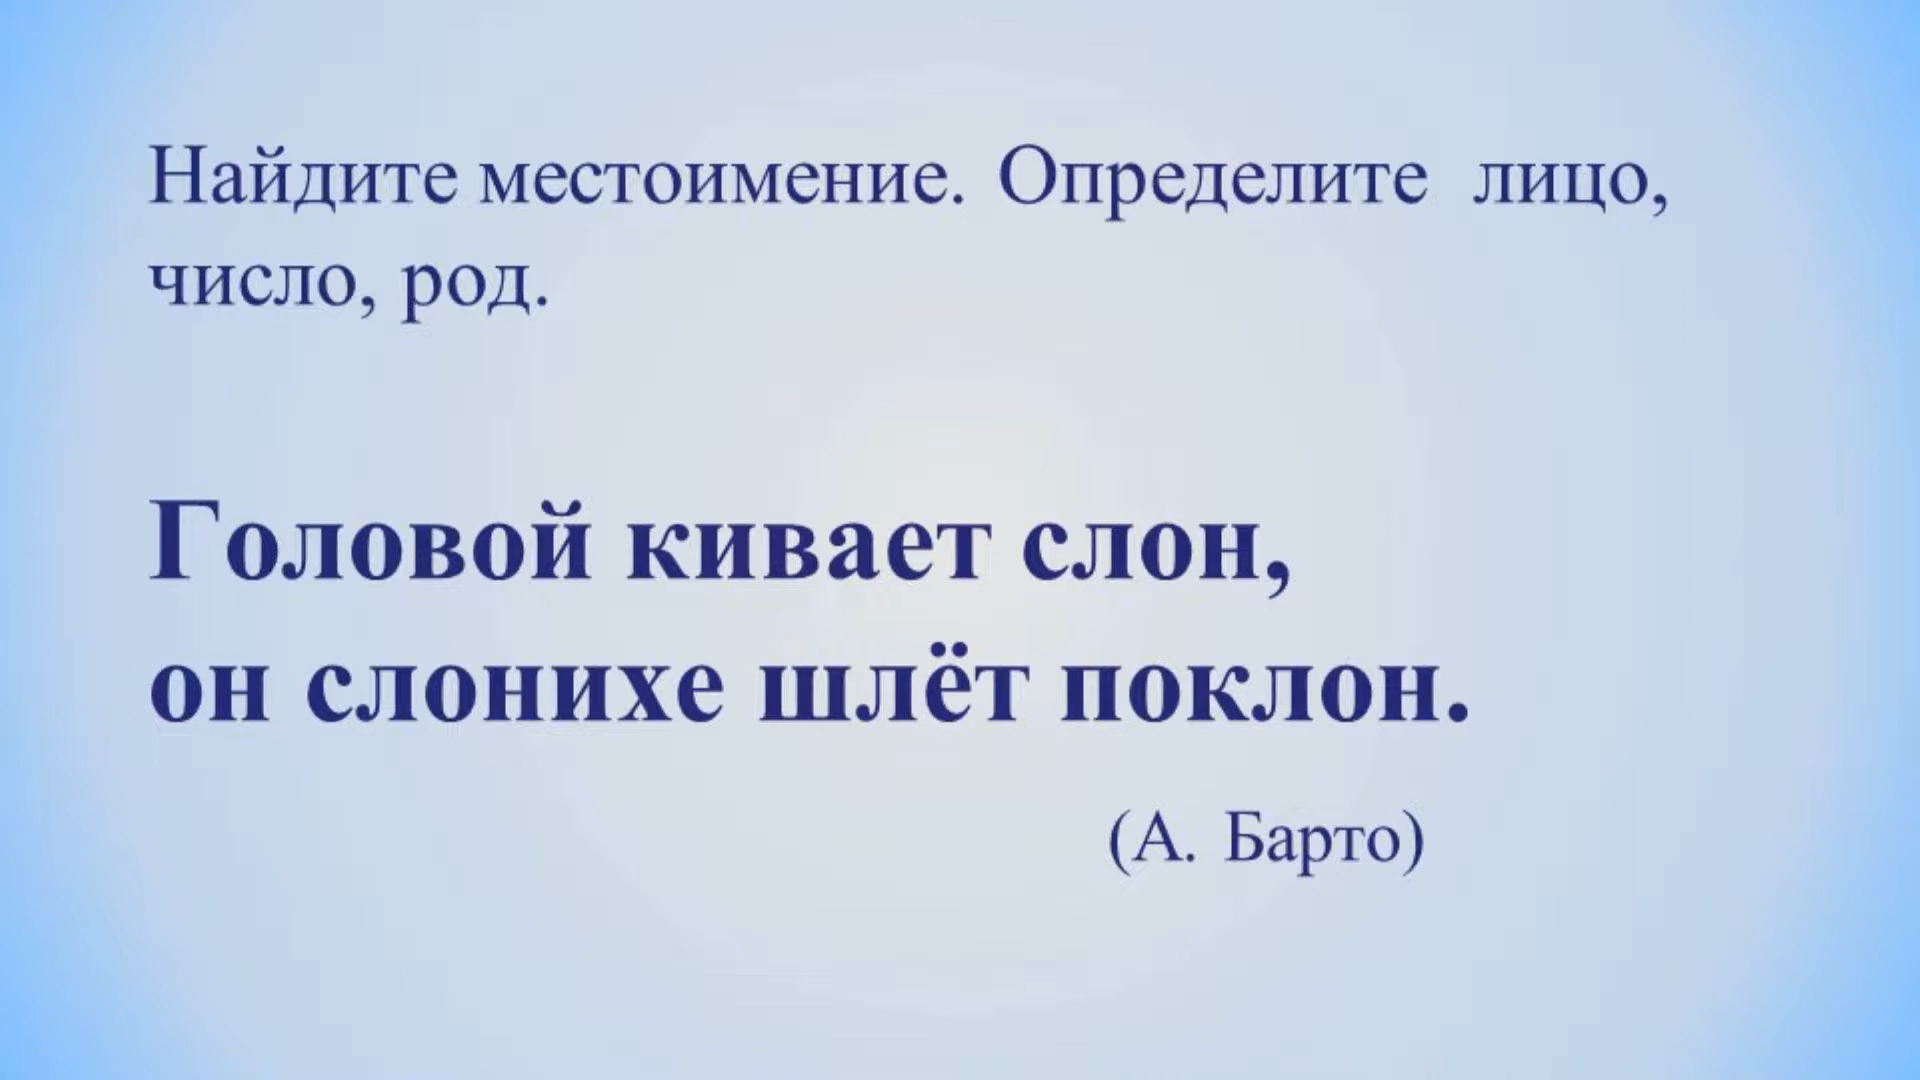 Найдите местоимение. Определите лицо,
число, род.
Головой кивает слон,
он слонихе шлёт поклон.
(А. Барто)